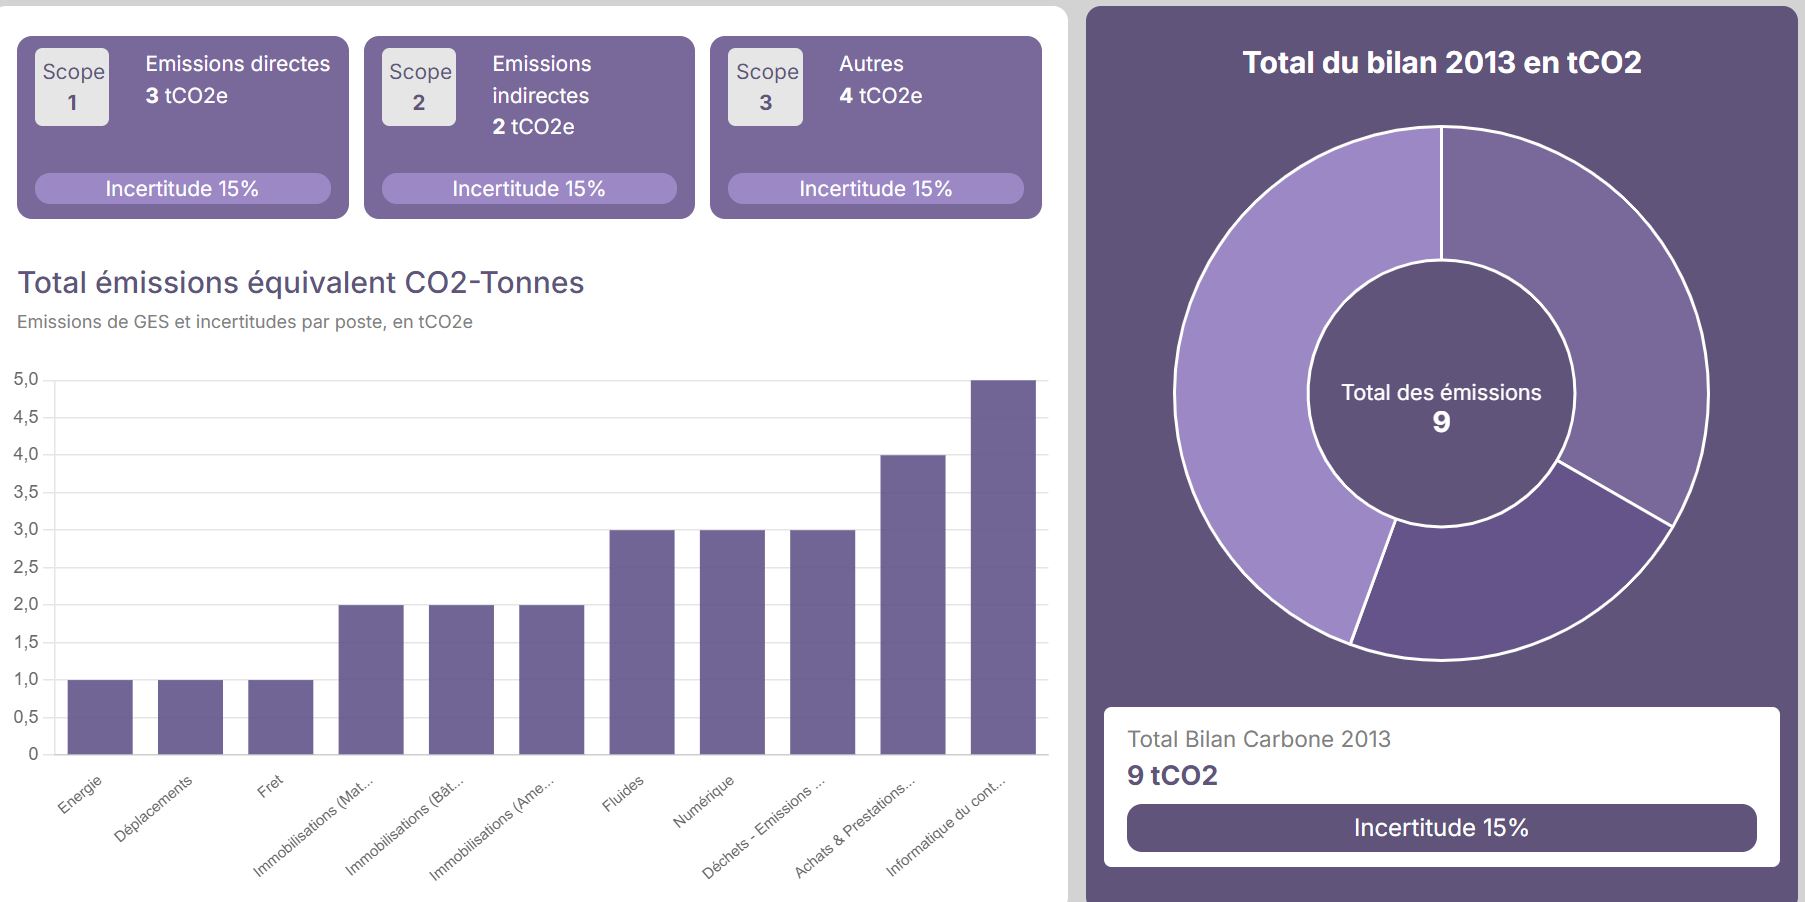 Scope
1
Emissions directes
3 tCO2e
Incertitude 15%
Scope
2
Emissions
indirectes
2 tCO2e
Incertitude 15%
Scope
3
Autres
4 tCO2e
Incertitude 15%
Total émissions équivalent CO2-Tonnes
Emissions de GES et incertitudes par poste, en tCO2e
5,0
4,5
4,0
3,5
3,0
2,5
2,0
1,5
1,0
0,5
0
Energie
Déplacements
Fret
Immobilisations (Mat...
Immobilisations (Bât...
Immobilisations (Ame...
Fluides
Numérique
Déchets - Emissions ...
Achats & Prestations...
Informatique du cont...
Total du bilan 2013 en tCO2
Total des émissions
9
Total Bilan Carbone 2013
9 tCO2
Incertitude 15%